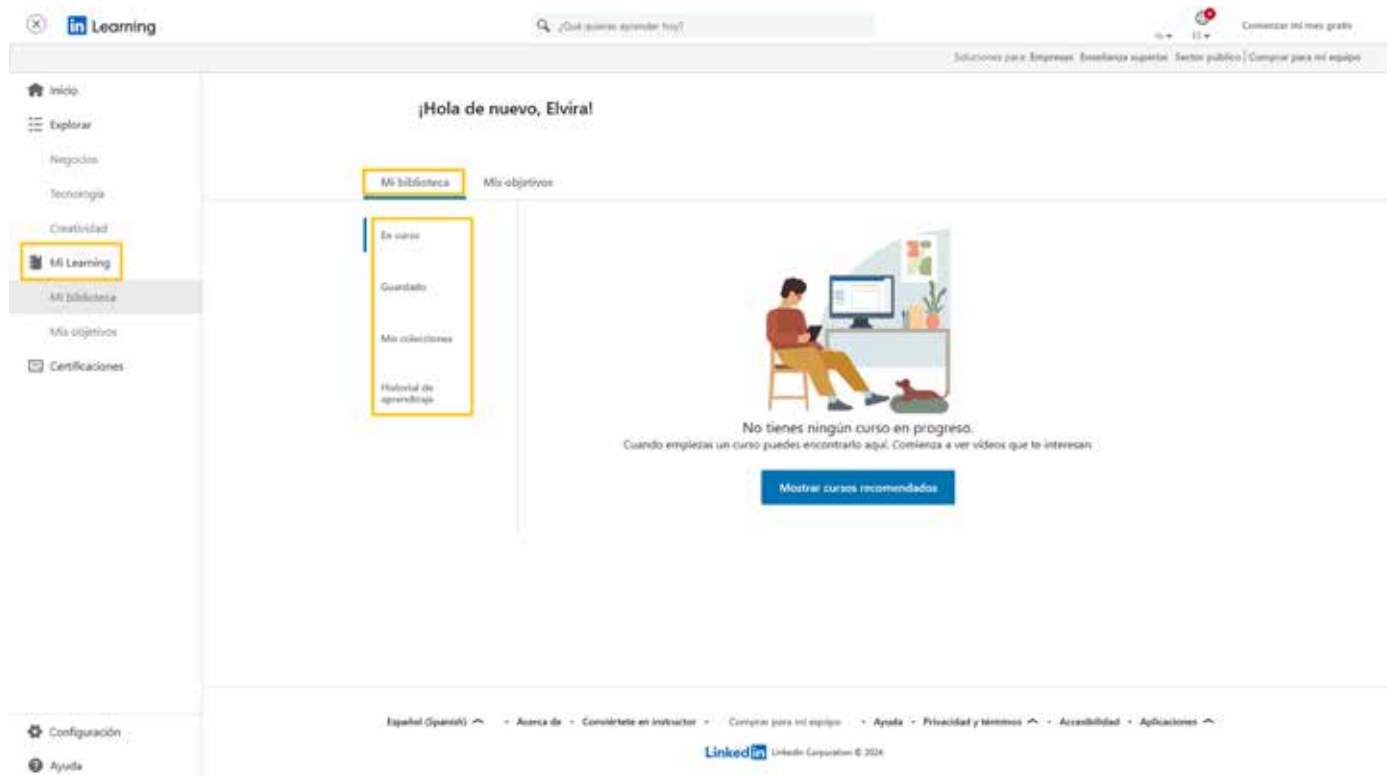 in Learning
¿Qué quieres aprender hoy?
Comenzar mi mes gratis
Soluciones para: Empresas Enseñanza superior Sector público | Comprar para mi equipo
Inicio
Explorar
Negocios
Tecnología
Creatividad
Mi Learning
Mi biblioteca
Mis objetivos
Certificaciones
Configuración
Ayuda
¡Hola de nuevo, Elvira!
Mi biblioteca Mis objetivos
En curso
Guardado
Mis colecciones
Historial de
aprendizaje
No tienes ningún curso en progreso.
Cuando empiezas un curso puedes encontrarlo aquí. Comienza a ver vídeos que te interesan
Mostrar cursos recomendados
Español (Spanish) • Acerca de • Conviértete en instructor • Comprar para mi equipo • Ayuda • Privacidad y términos • Accesibilidad • Aplicaciones
Linked in LinkedIn Corporation © 2024